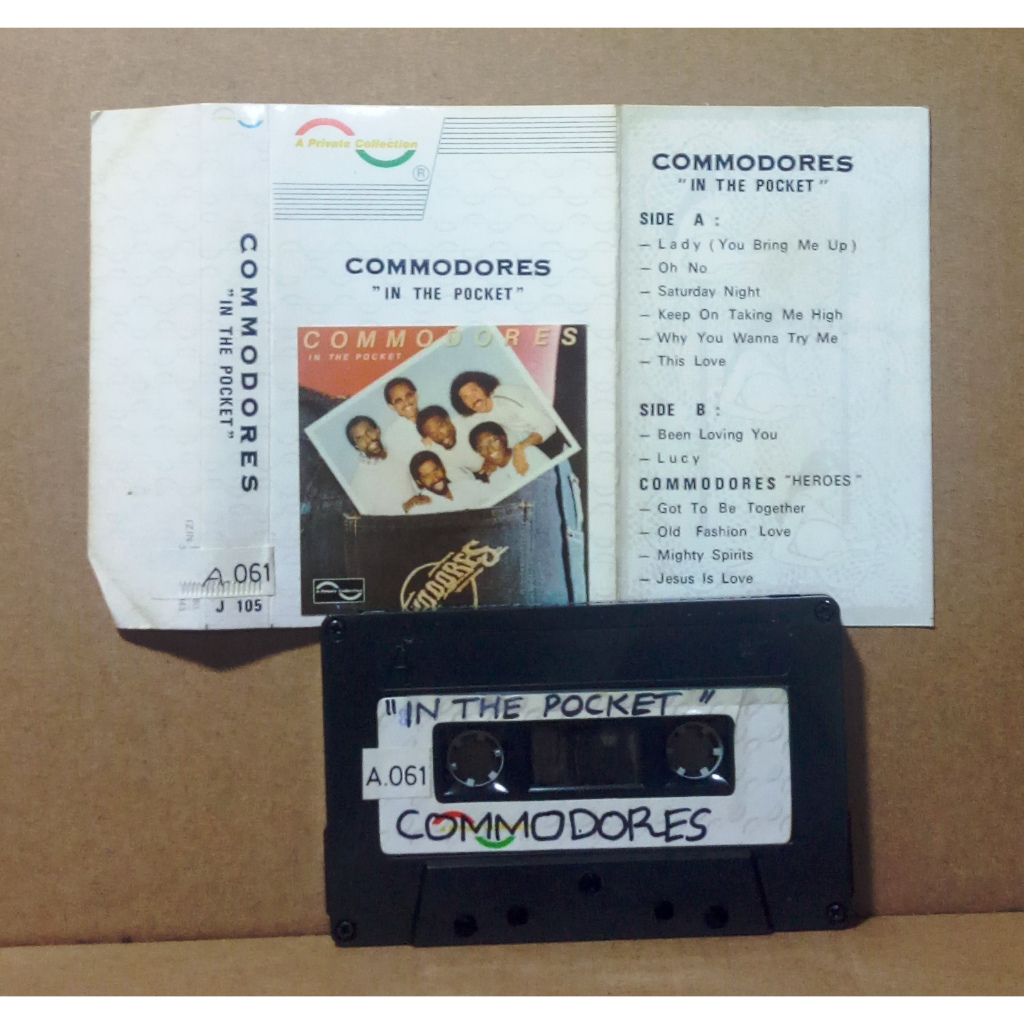 COMMODORES
"IN THE POCKET"
A.061
J 105
A Private Collection
®
COMMODORES
"IN THE POCKET"
COMMODORES
IN THE POCKET
A Private Collection
COMMODORES
"IN THE POCKET"
SIDE A :
– Lady (You Bring Me Up)
– Oh No
– Saturday Night
– Keep On Taking Me High
– Why You Wanna Try Me
– This Love
SIDE B :
– Been Loving You
– Lucy
COMMODORES "HEROES"
– Got To Be Together
– Old Fashion Love
– Mighty Spirits
– Jesus Is Love
"IN THE POCKET"
A.061
COMMODORES